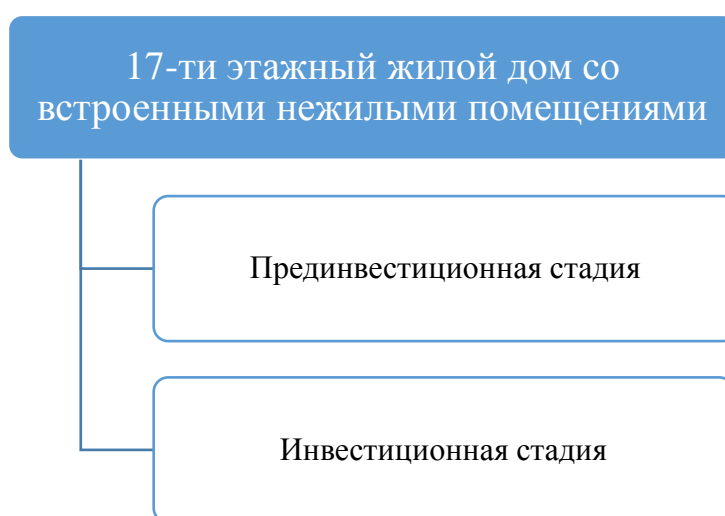 17-ти этажный жилой дом со
встроенными нежилыми помещениями
Прединвестиционная стадия
Инвестиционная стадия